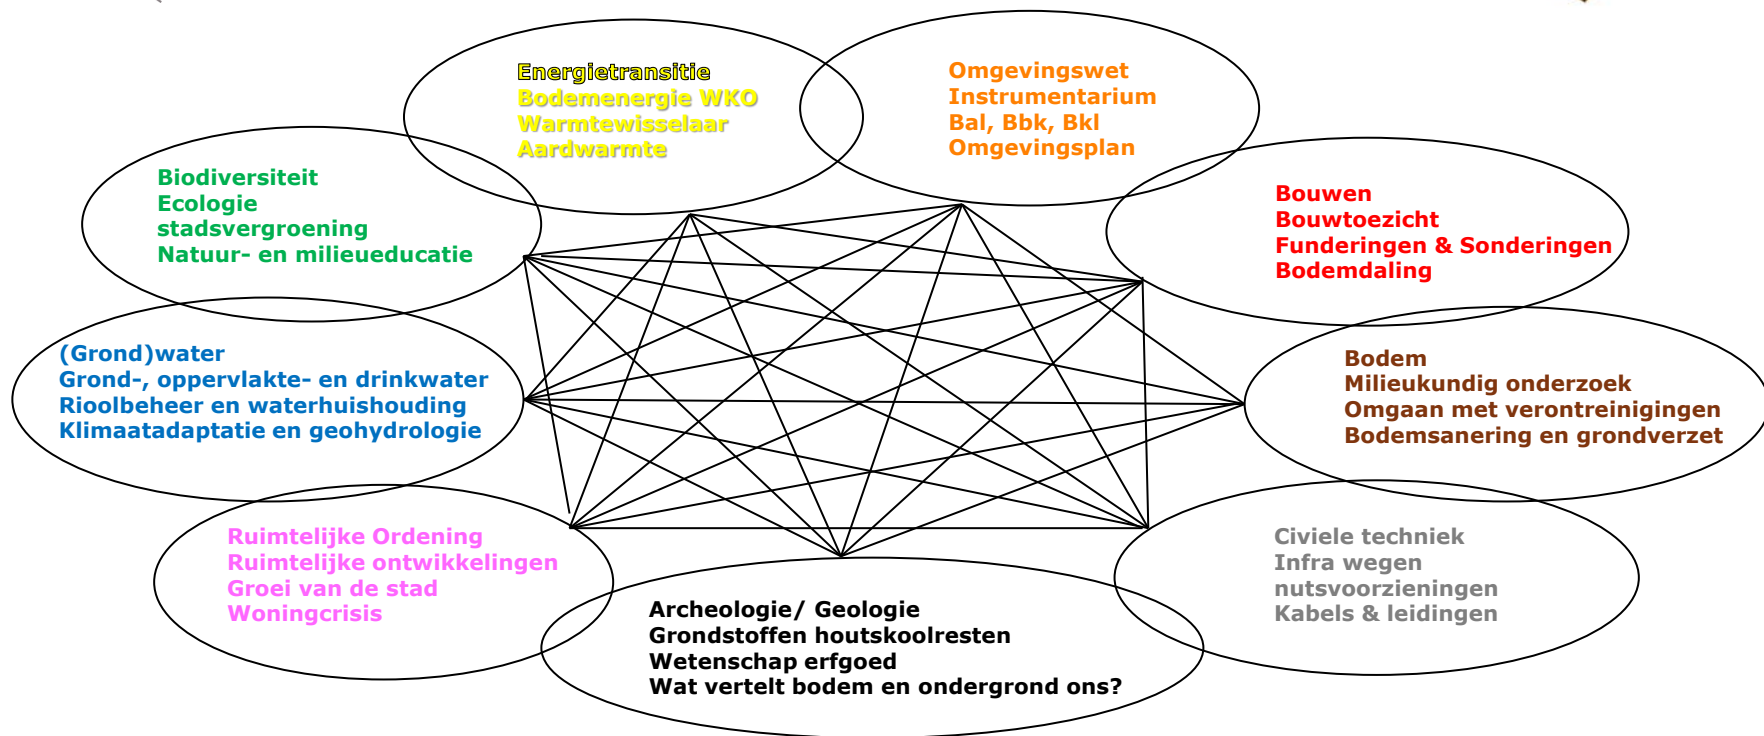 Energietransitie
Bodemenergie WKO
Warmtewisselaar
Aardwarmte
Omgevingswet
Instrumentarium
Bal, Bbk, Bkl
Omgevingsplan
Biodiversiteit
Ecologie
stadsvergroening
Natuur- en milieueducatie
Bouwen
Bouwtoezicht
Funderingen & Sonderingen
Bodemdaling
(Grond)water
Grond-, oppervlakte- en drinkwater
Rioolbeheer en waterhuishouding
Klimaatadaptatie en geohydrologie
Bodem
Milieukundig onderzoek
Omgaan met verontreinigingen
Bodemsanering en grondverzet
Ruimtelijke Ordening
Ruimtelijke ontwikkelingen
Groei van de stad
Woningcrisis
Archeologie/ Geologie
Grondstoffen houtskoolresten
Wetenschap erfgoed
Wat vertelt bodem en ondergrond ons?
Civiele techniek
Infra wegen
nutsvoorzieningen
Kabels & leidingen